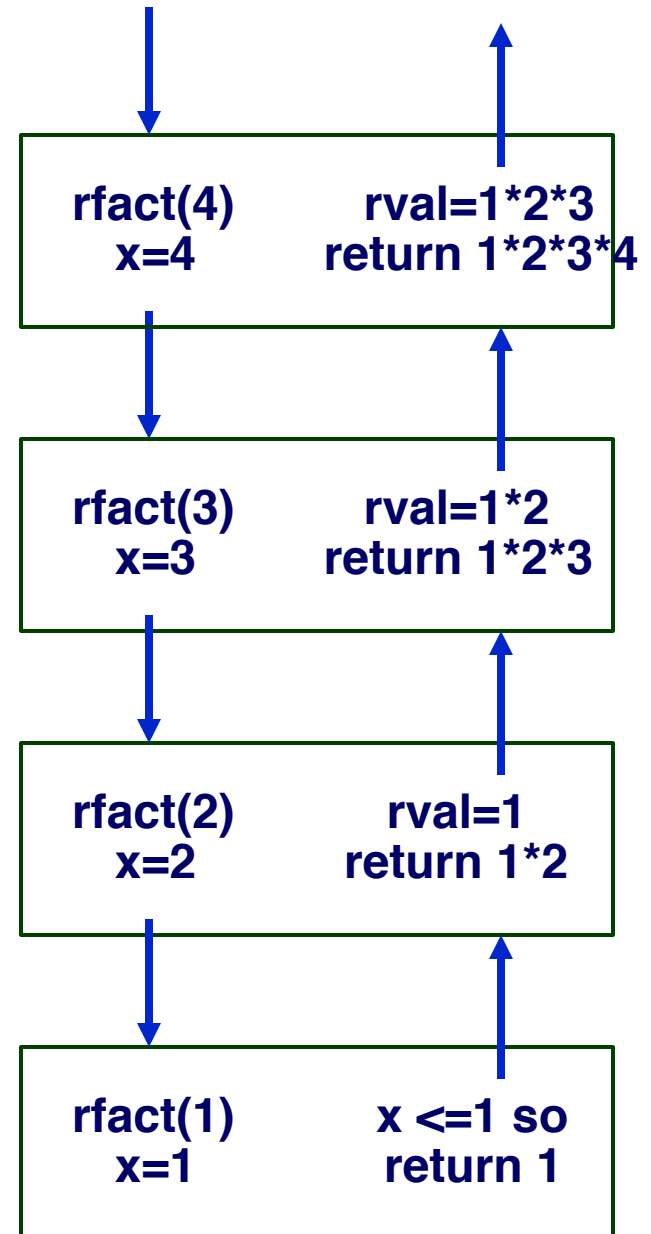 rfact(4)
x=4
rval=1*2*3
return 1*2*3*4
rfact(3)
x=3
rval=1*2
return 1*2*3
rfact(2)
x=2
rval=1
return 1*2
rfact(1)
x=1
x <=1 so
return 1